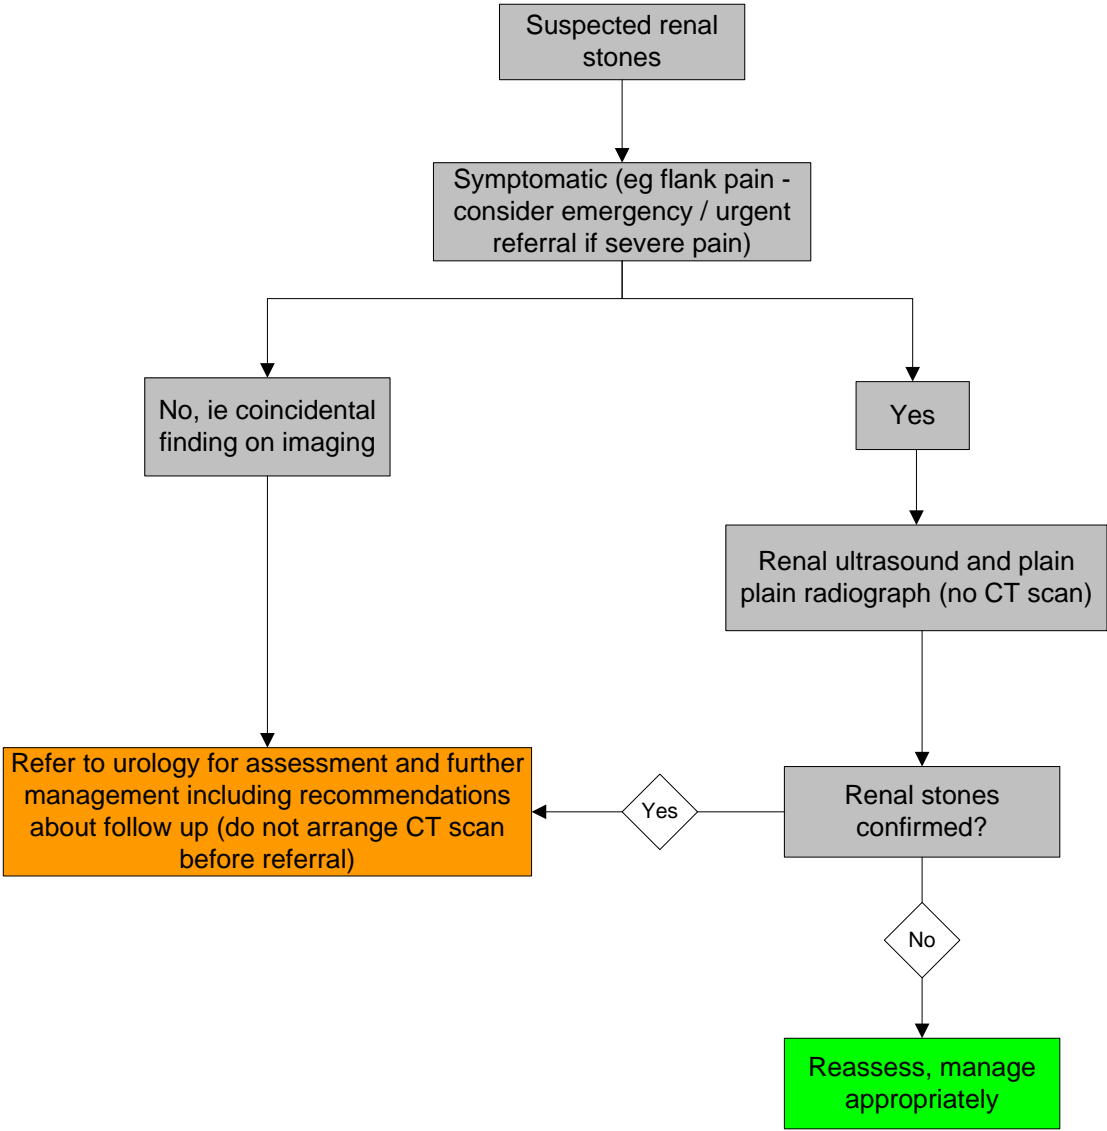 Suspected renal
stones
Symptomatic (eg flank pain -
consider emergency / urgent
referral if severe pain)
No, ie coincidental
finding on imaging
Yes
Renal ultrasound and plain
plain radiograph (no CT scan)
Refer to urology for assessment and further
management including recommendations
about follow up (do not arrange CT scan
before referral)
Yes
Renal stones
confirmed?
No
Reassess, manage
appropriately